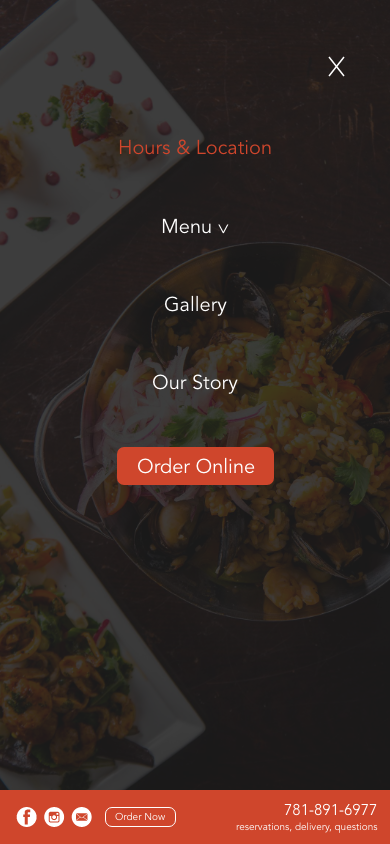 X
Hours & Location
Menu v
Gallery
Our Story
Order Online
Order Now
781-891-6977
reservations, delivery, questions